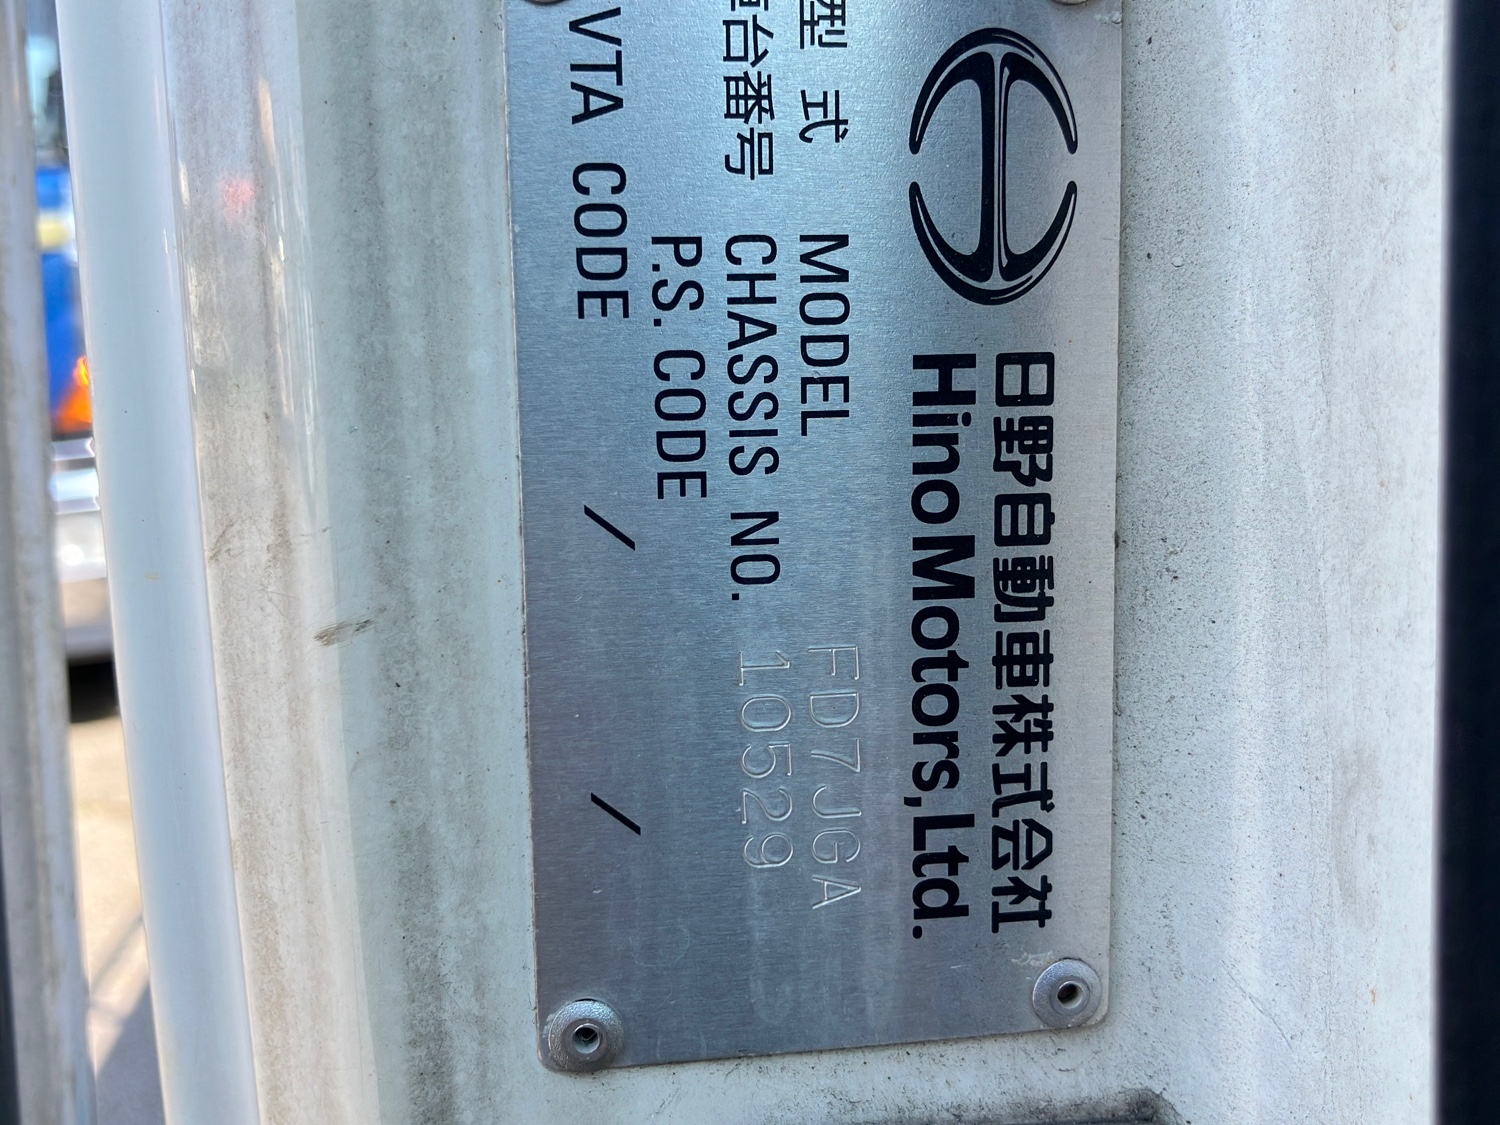 日野自動車株式会社
Hino Motors, Ltd.
型式 MODEL FD7JGA
車台番号 CHASSIS NO. 10529
P.S. CODE
VTA CODE / /